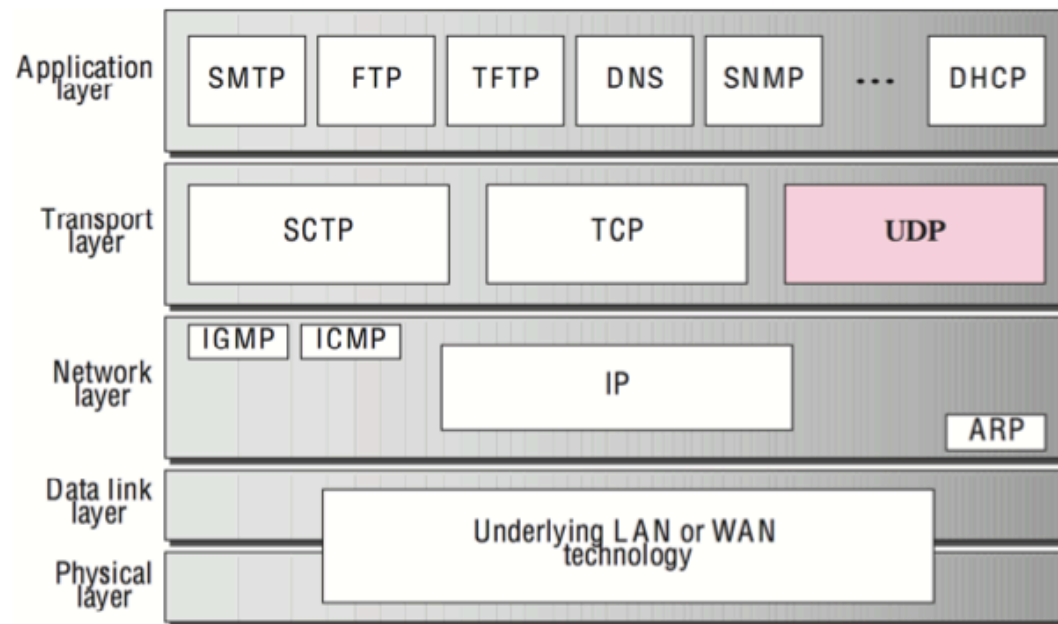 Application
layer
SMTP
FTP
TFTP
DNS
SNMP
...
DHCP
Transport
layer
SCTP
TCP
UDP
Network
layer
IGMP
ICMP
IP
ARP
Data link
layer
Physical
layer
Underlying LAN or WAN
technology